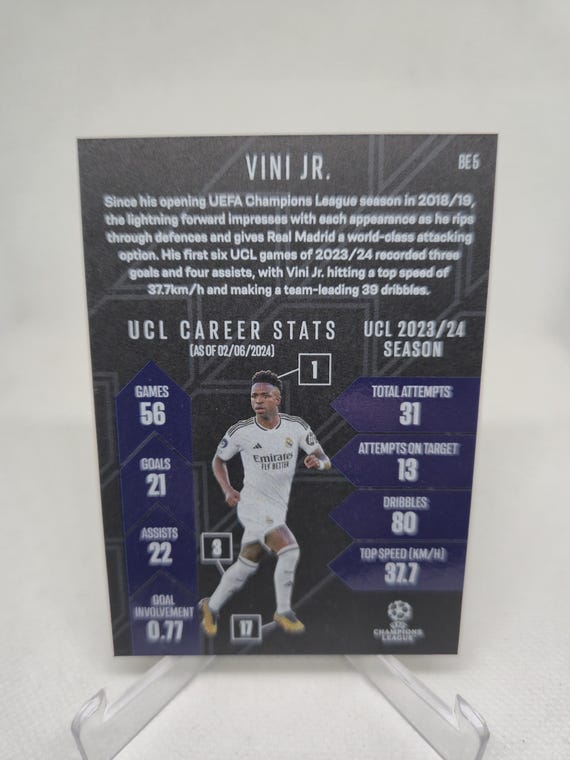 VINI JR.
BE5
Since his opening UEFA Champions League season in 2018/19,
the lightning forward impresses with each appearance as he rips
through defences and gives Real Madrid a world-class attacking
option. His first six UCL games of 2023/24 recorded three
goals and four assists, with Vini Jr. hitting a top speed of
37.7km/h and making a team-leading 39 dribbles.
UCL CAREER STATS
(AS OF 02/06/2024)
GAMES
56
GOALS
21
ASSISTS
22
GOAL
INVOLVEMENT
0.77
1
3
17
Emirates
FLY BETTER
UCL 2023/24
SEASON
TOTAL ATTEMPTS
31
ATTEMPTS ON TARGET
13
DRIBBLES
80
TOP SPEED (KM/H)
37.7
CHAMPIONS
LEAGUE